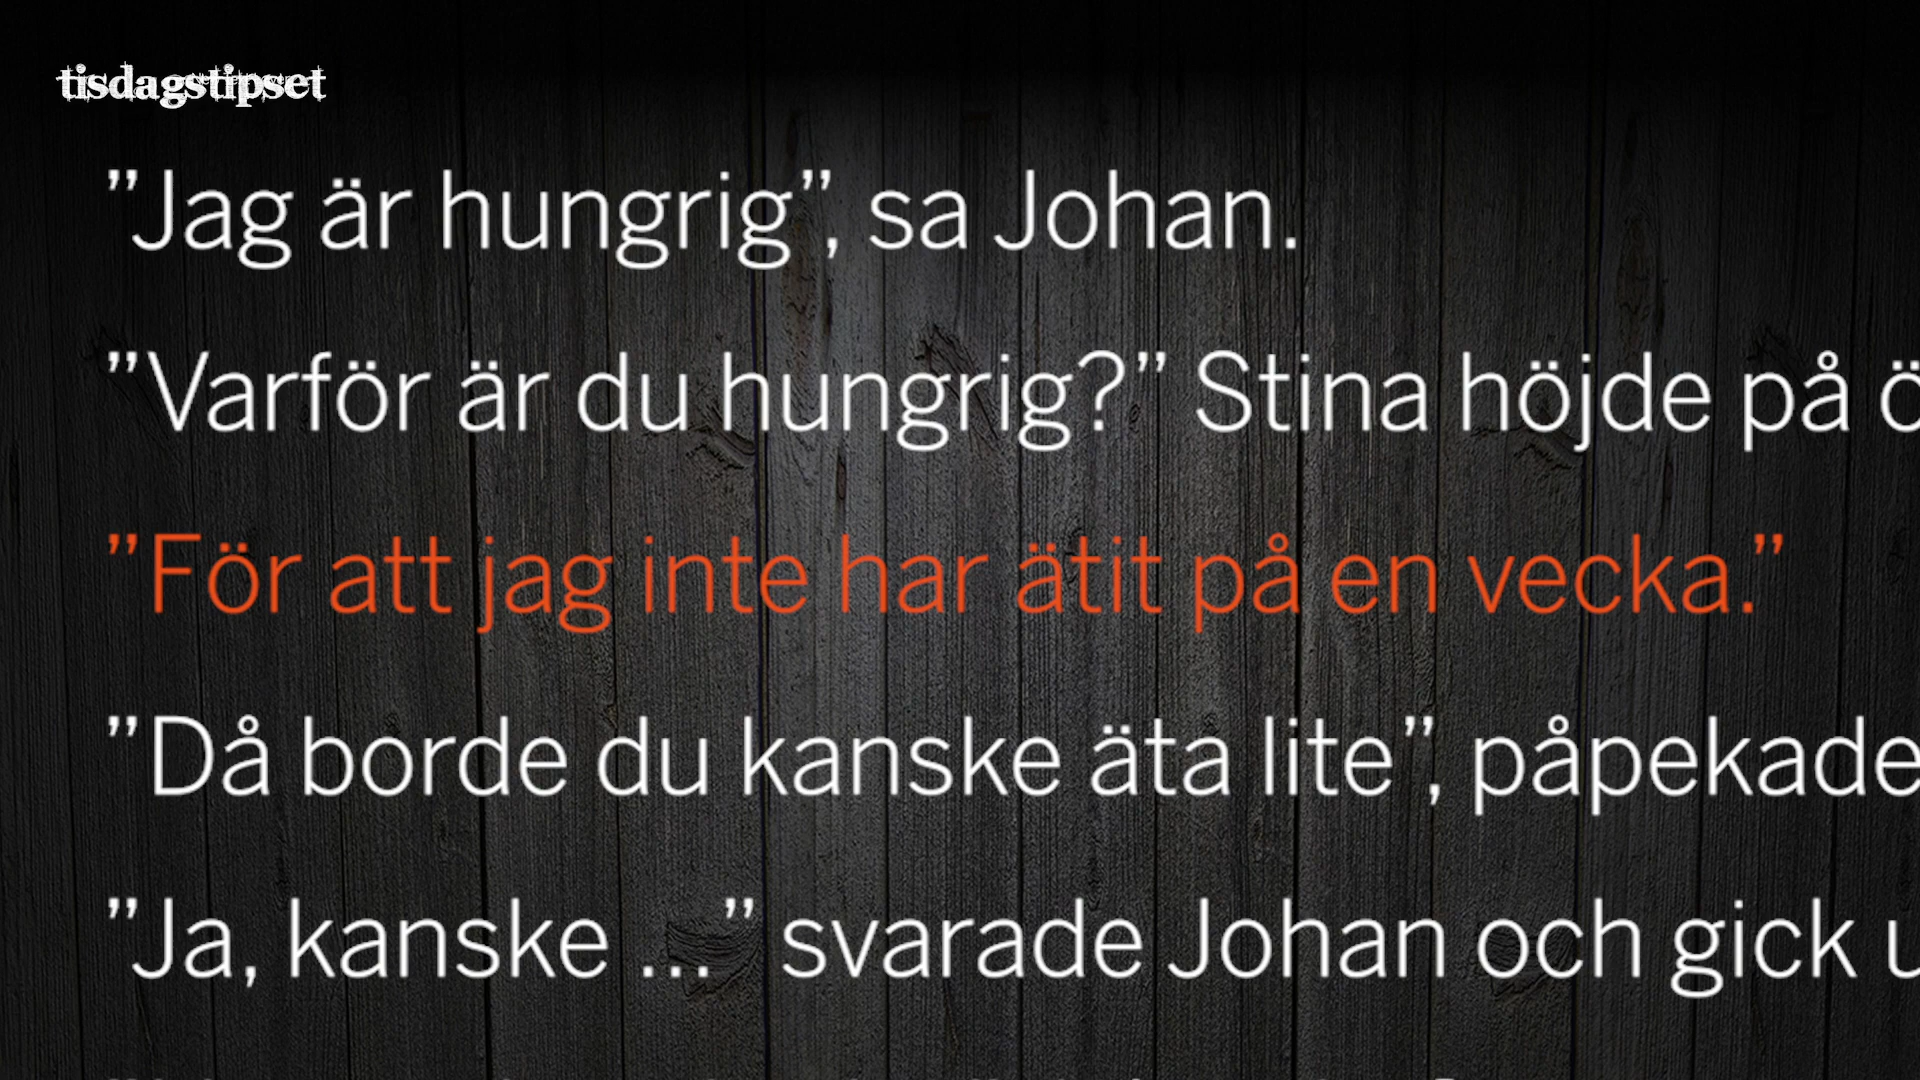 tisdagstipset
”Jag är hungrig”, sa Johan.
”Varför är du hungrig?” Stina höjde på
”För att jag inte har ätit på en vecka.”
”Då borde du kanske äta lite”, påpekade
”Ja, kanske …” svarade Johan och gick